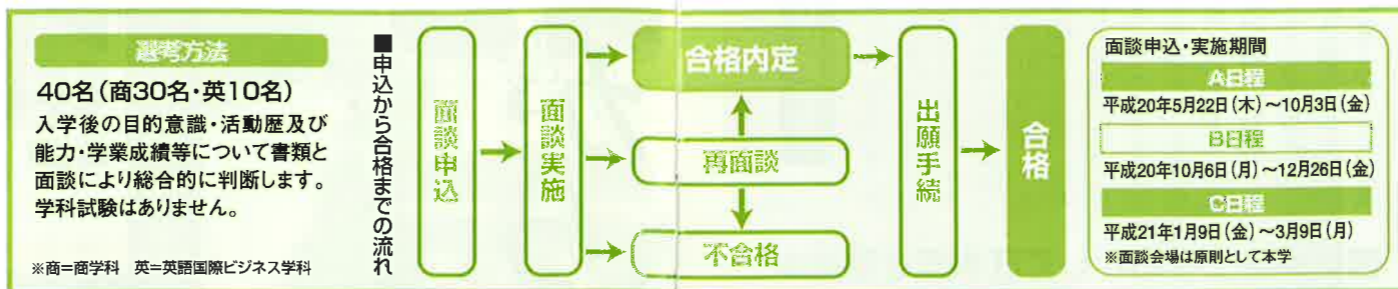 選考方法
40名(商30名・英10名)
入学後の目的意識・活動歴及び
能力・学業成績等について書類と
面談により総合的に判断します。
学科試験はありません。
※商=商学科　英=英語国際ビジネス学科
■申込から合格までの流れ
面談申込
面談実施
合格内定
再面談
不合格
出願手続
合格
面談申込・実施期間
A日程
平成20年5月22日(木)～10月3日(金)
B日程
平成20年10月6日(月)～12月26日(金)
C日程
平成21年1月9日(金)～3月9日(月)
※面談会場は原則として本学